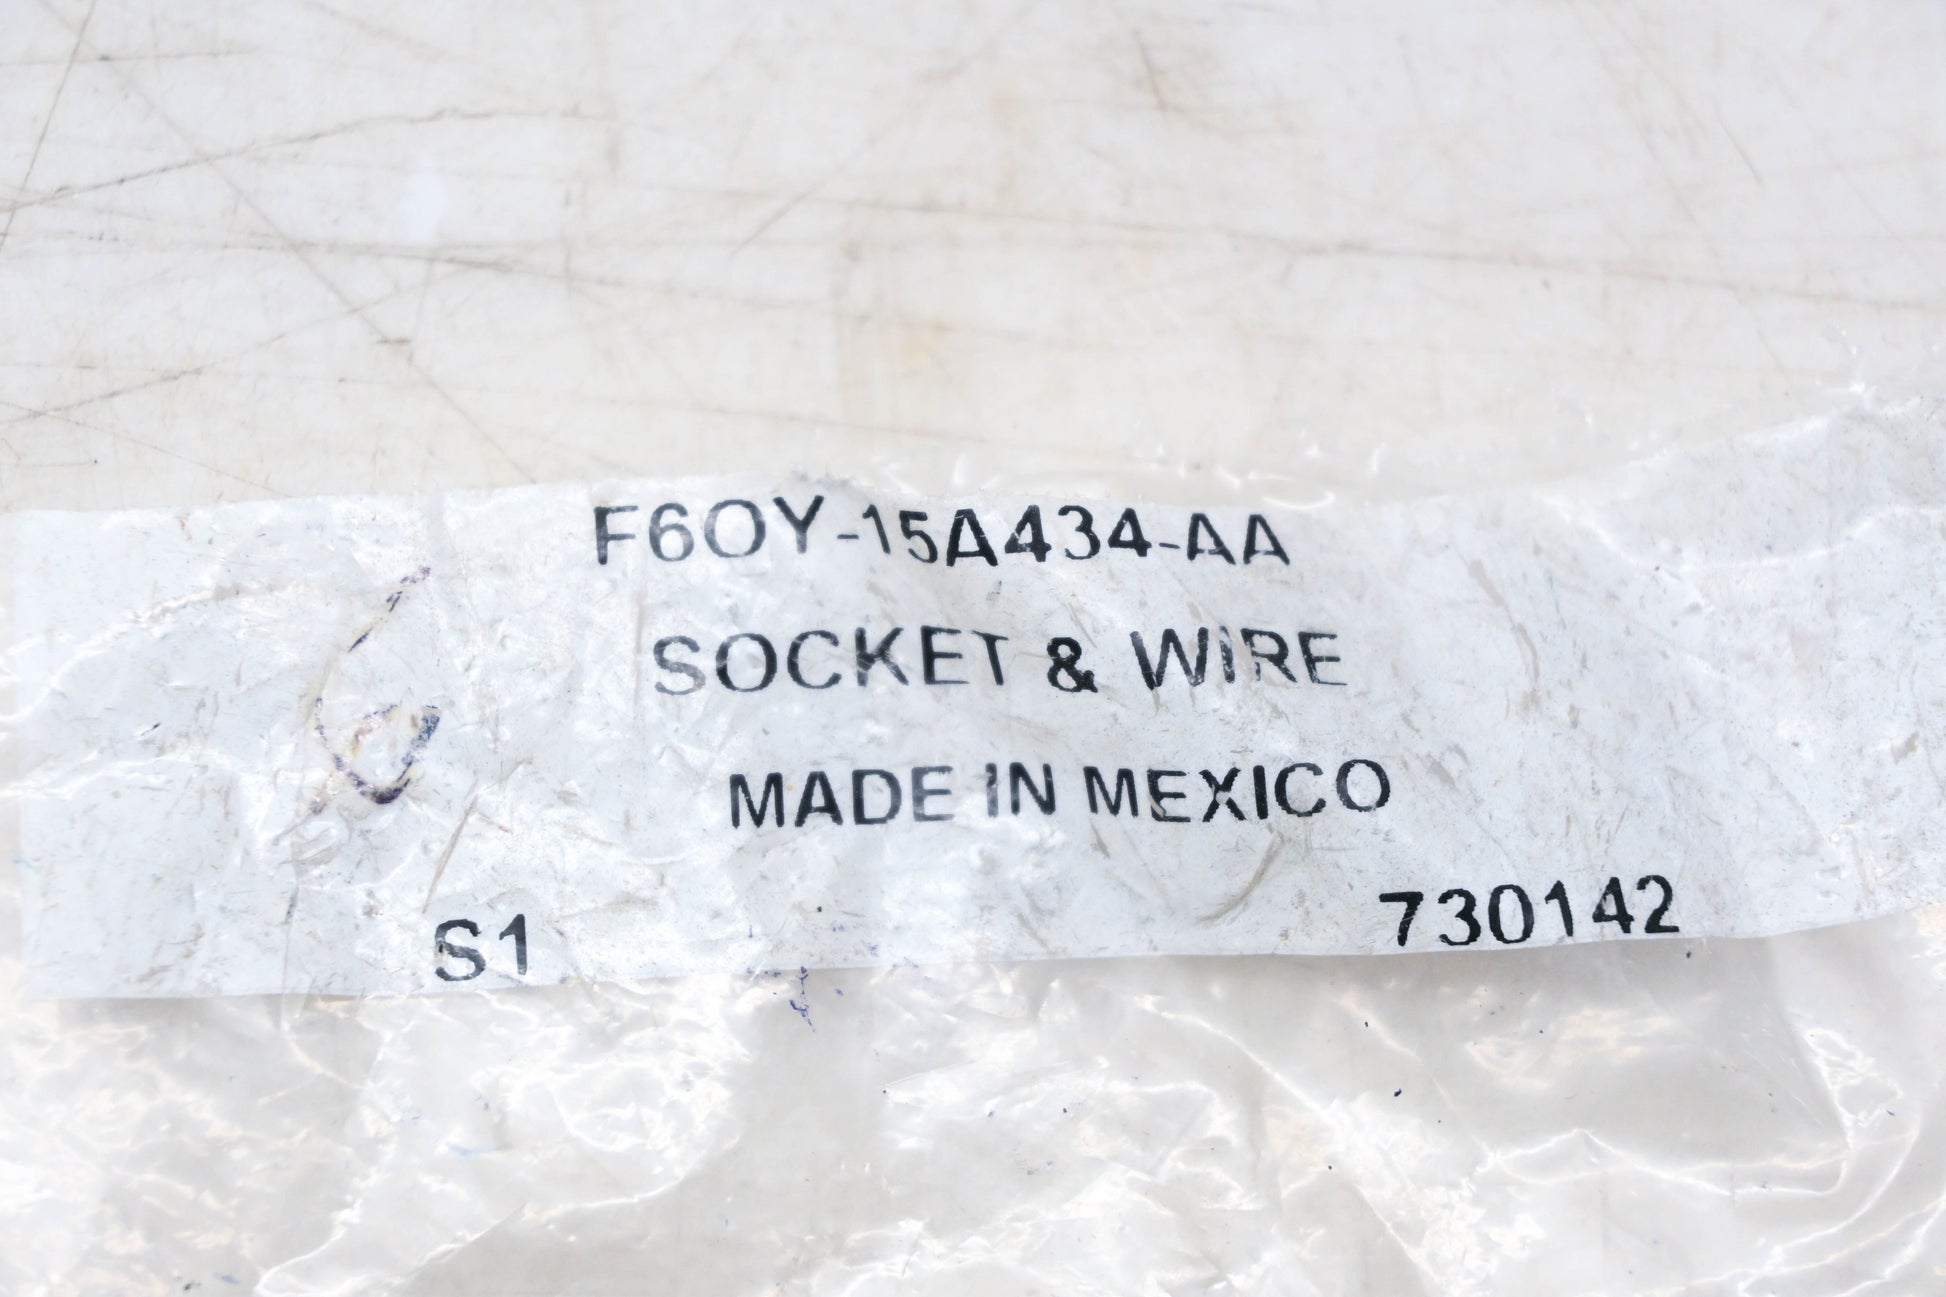 F6OY-15A434-AA
SOCKET & WIRE
MADE IN MEXICO
S1 730142